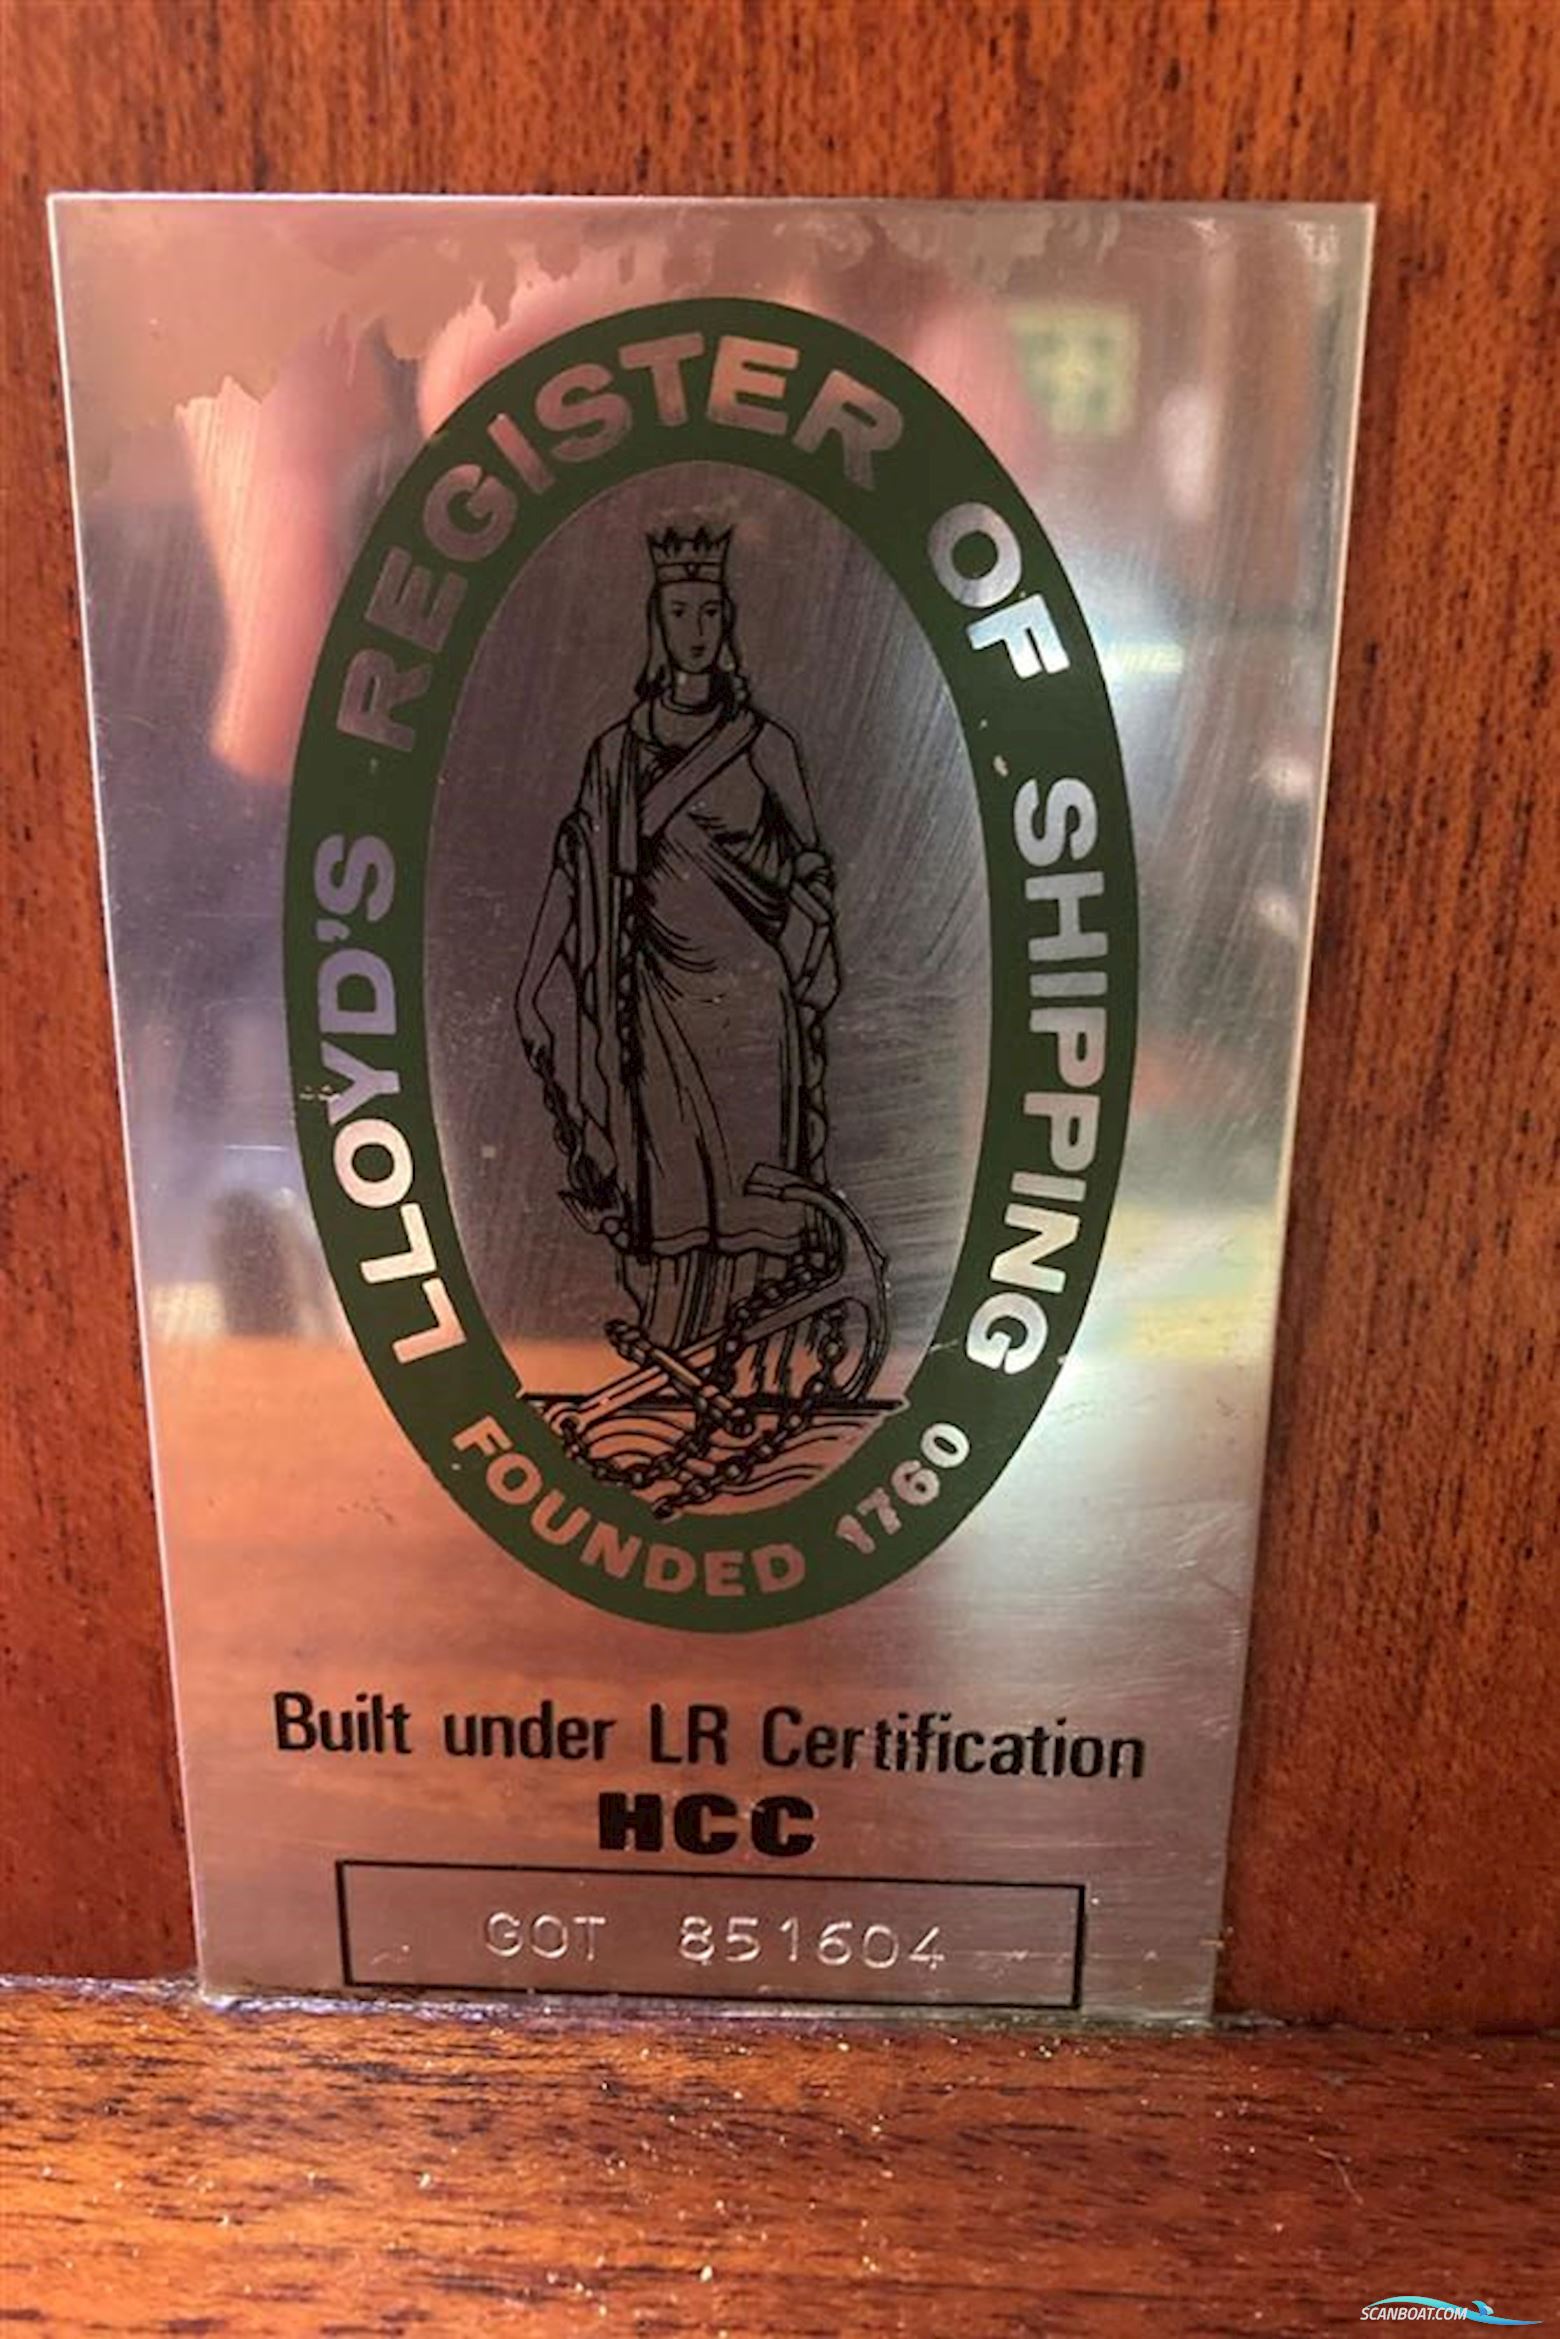 LLOYD'S REGISTER OF SHIPPING
FOUNDED 1760
Built under LR Certification
HCC
GOT 851604
SCANBOAT.COM